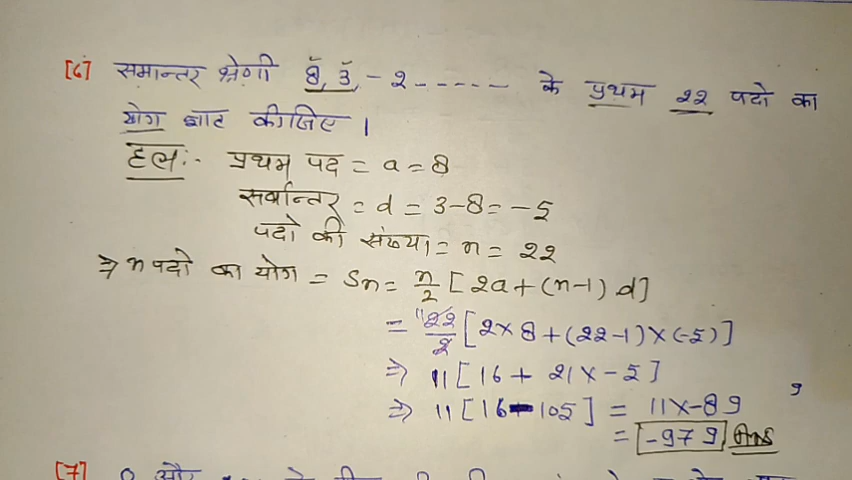 [6] समान्तर श्रेणी 8, 3, -2 ----- के प्रथम 22 पदो का
योग ज्ञात कीजिए ।
हल:- प्रथम पद = a = 8
सर्वान्तर = d = 3-8 = -5
पदो की संख्या = n = 22
⇒ n पदो का योग = Sn = n/2 [2a+(n-1) d]
= 22/2 [2×8+(22-1)×(-5)]
⇒ 11[16 + 21×-5]
⇒ 11[16-105] = 11×-89
= -979 Ans
[7] 0 और